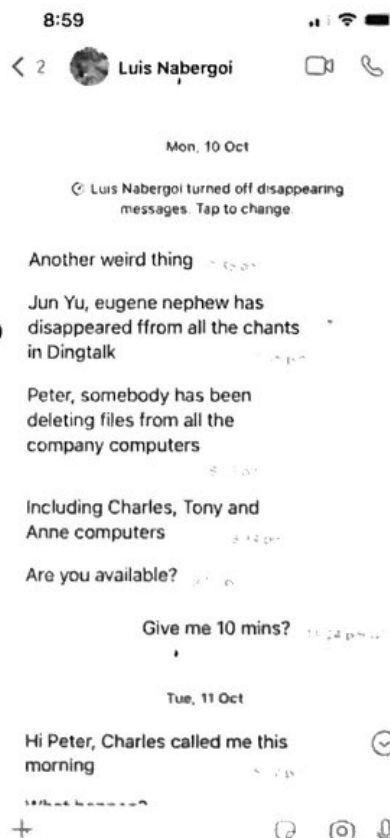 8:59
2 Luis Nabergoi
Mon, 10 Oct
Luis Nabergoi turned off disappearing
messages. Tap to change.
Another weird thing
Jun Yu, eugene nephew has
disappeared ffrom all the chants
in Dingtalk
Peter, somebody has been
deleting files from all the
company computers
Including Charles, Tony and
Anne computers
Are you available?
Give me 10 mins?
Tue, 11 Oct
Hi Peter, Charles called me this
morning